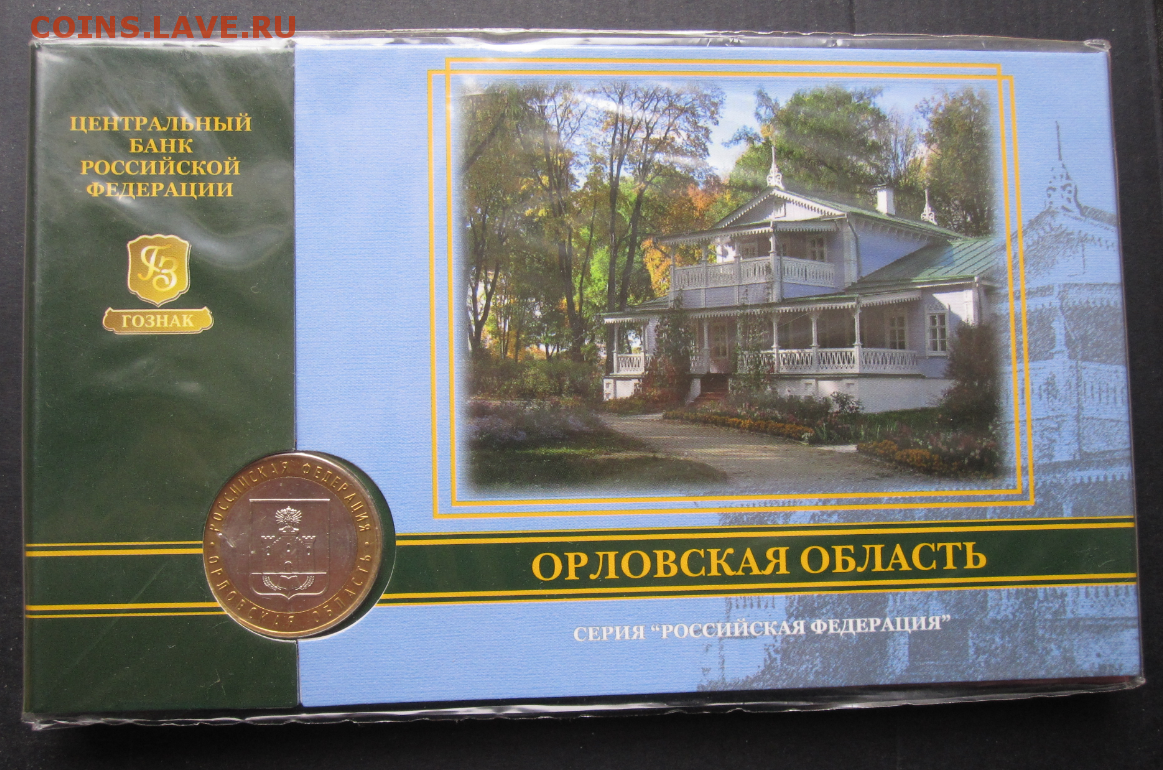 COINS.LAVE.RU
ЦЕНТРАЛЬНЫЙ
БАНК
РОССИЙСКОЙ
ФЕДЕРАЦИИ
ГОЗНАК
РОССИЙСКАЯ ФЕДЕРАЦИЯ
ОРЛОВСКАЯ ОБЛАСТЬ
ОРЛОВСКАЯ ОБЛАСТЬ
СЕРИЯ “РОССИЙСКАЯ ФЕДЕРАЦИЯ”